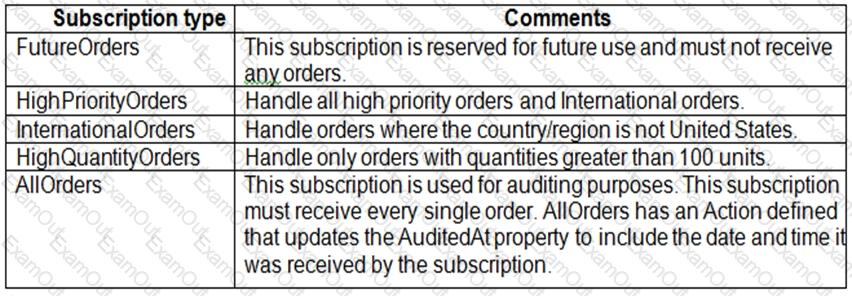 Subscription type Comments
FutureOrders This subscription is reserved for future use and must not receive
any orders.
HighPriorityOrders Handle all high priority orders and International orders.
InternationalOrders Handle orders where the country/region is not United States.
HighQuantityOrders Handle only orders with quantities greater than 100 units.
AllOrders This subscription is used for auditing purposes. This subscription
must receive every single order. AllOrders has an Action defined
that updates the AuditedAt property to include the date and time it
was received by the subscription.